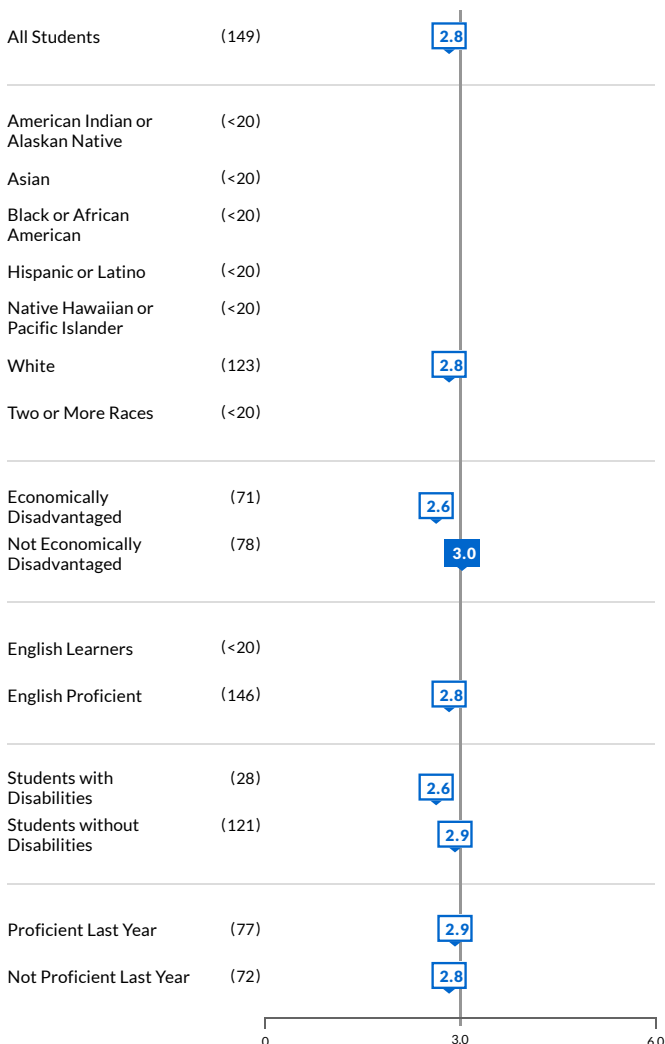 All Students (149) 2.8
American Indian or (<20)
Alaskan Native
Asian (<20)
Black or African (<20)
American
Hispanic or Latino (<20)
Native Hawaiian or (<20)
Pacific Islander
White (123) 2.8
Two or More Races (<20)
Economically (71) 2.6
Disadvantaged
Not Economically (78) 3.0
Disadvantaged
English Learners (<20)
English Proficient (146) 2.8
Students with (28) 2.6
Disabilities
Students without (121) 2.9
Disabilities
Proficient Last Year (77) 2.9
Not Proficient Last Year (72) 2.8
0 3.0 6.0